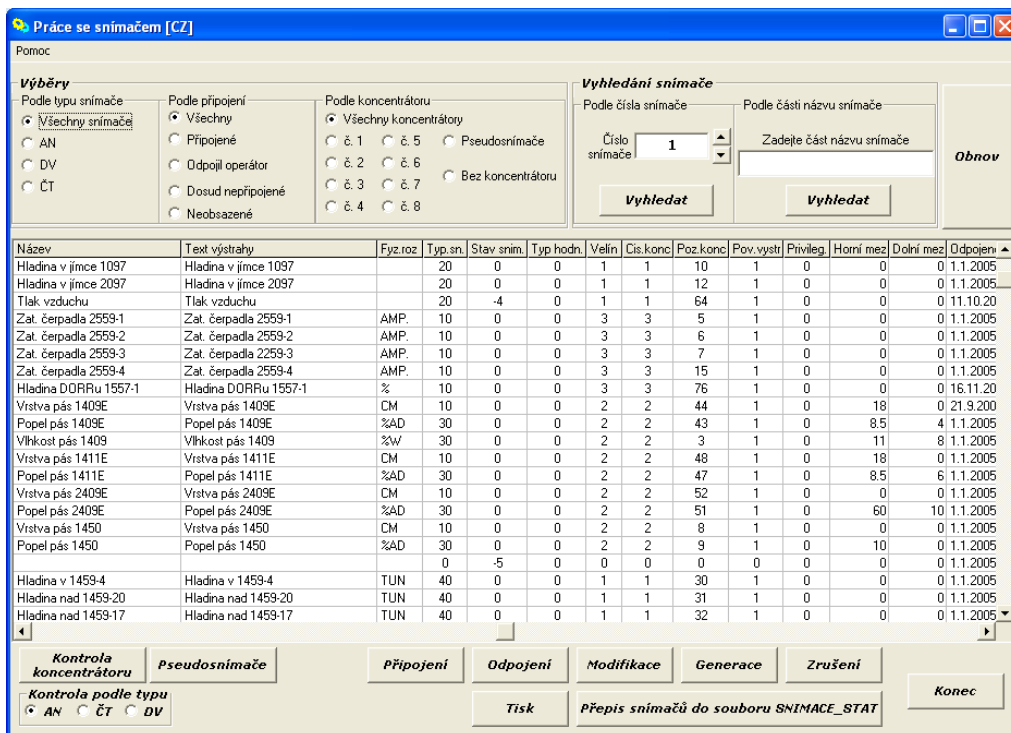 Práce se snímačem [CZ]
Pomoc
Výběry
Podle typu snímače
Všechny snímače
AN
DV
ČT
Podle připojení
Všechny
Připojené
Odpojil operátor
Dosud nepřipojené
Neobsazené
Podle koncentrátoru
Všechny koncentrátory
č. 1 č. 5 Pseudosnímače
č. 2 č. 6
č. 3 č. 7 Bez koncentrátoru
č. 4 č. 8
Vyhledání snímače
Podle čísla snímače
Číslo snímače 1
Vyhledat
Podle části názvu snímače
Zadejte část názvu snímače
Vyhledat
Obnov
Název Text výstrahy Fyz.roz Typ.sn. Stav snim. Typ hodn. Velín Cis.konc Poz.konc Pov.vystr Privileg. Horní mez Dolní mez Odpojen
Hladina v jímce 1097 Hladina v jímce 1097 20 0 0 1 1 10 1 0 0 0 1.1.2005
Hladina v jímce 2097 Hladina v jímce 2097 20 0 0 1 1 12 1 0 0 0 1.1.2005
Tlak vzduchu Tlak vzduchu 20 -4 0 1 1 64 1 0 0 0 11.10.20
Zat. čerpadla 2559-1 Zat. čerpadla 2559-1 AMP. 10 0 0 3 3 5 1 0 0 0 1.1.2005
Zat. čerpadla 2559-2 Zat. čerpadla 2559-2 AMP. 10 0 0 3 3 6 1 0 0 0 1.1.2005
Zat. čerpadla 2559-3 Zat. čerpadla 2259-3 AMP. 10 0 0 3 3 7 1 0 0 0 1.1.2005
Zat. čerpadla 2559-4 Zat. čerpadla 2559-4 AMP. 10 0 0 3 3 15 1 0 0 0 1.1.2005
Hladina DORRu 1557-1 Hladina DORRu 1557-1 % 10 0 0 3 3 76 1 0 0 0 16.11.20
Vrstva pás 1409E Vrstva pás 1409E CM 10 0 0 2 2 44 1 0 18 0 21.9.200
Popel pás 1409E Popel pás 1409E %AD 30 0 0 2 2 43 1 0 8.5 4 1.1.2005
Vlhkost pás 1409 Vlhkost pás 1409 %W 30 0 0 2 2 3 1 0 11 8 1.1.2005
Vrstva pás 1411E Vrstva pás 1411E CM 10 0 0 2 2 48 1 0 18 0 1.1.2005
Popel pás 1411E Popel pás 1411E %AD 30 0 0 2 2 47 1 0 8.5 6 1.1.2005
Vrstva pás 2409E Vrstva pás 2409E CM 10 0 0 2 2 52 1 0 0 0 1.1.2005
Popel pás 2409E Popel pás 2409E %AD 30 0 0 2 2 51 1 0 60 10 1.1.2005
Vrstva pás 1450 Vrstva pás 1450 CM 10 0 0 2 2 8 1 0 0 0 1.1.2005
Popel pás 1450 Popel pás 1450 %AD 30 0 0 2 2 9 1 0 10 0 1.1.2005
0 -5 0 0 0 0 0 0 0 0 1.1.2005
Hladina v 1459-4 Hladina v 1459-4 TUN 40 0 0 1 1 30 1 0 0 0 1.1.2005
Hladina nad 1459-20 Hladina nad 1459-20 TUN 40 0 0 1 1 31 1 0 0 0 1.1.2005
Hladina nad 1459-17 Hladina nad 1459-17 TUN 40 0 0 1 1 32 1 0 0 0 1.1.2005
Kontrola koncentrátoru Pseudosnímače Připojení Odpojení Modifikace Generace Zrušení
Kontrola podle typu
AN ČT DV
Tisk Přepis snímačů do souboru SNIMACE_STAT
Konec